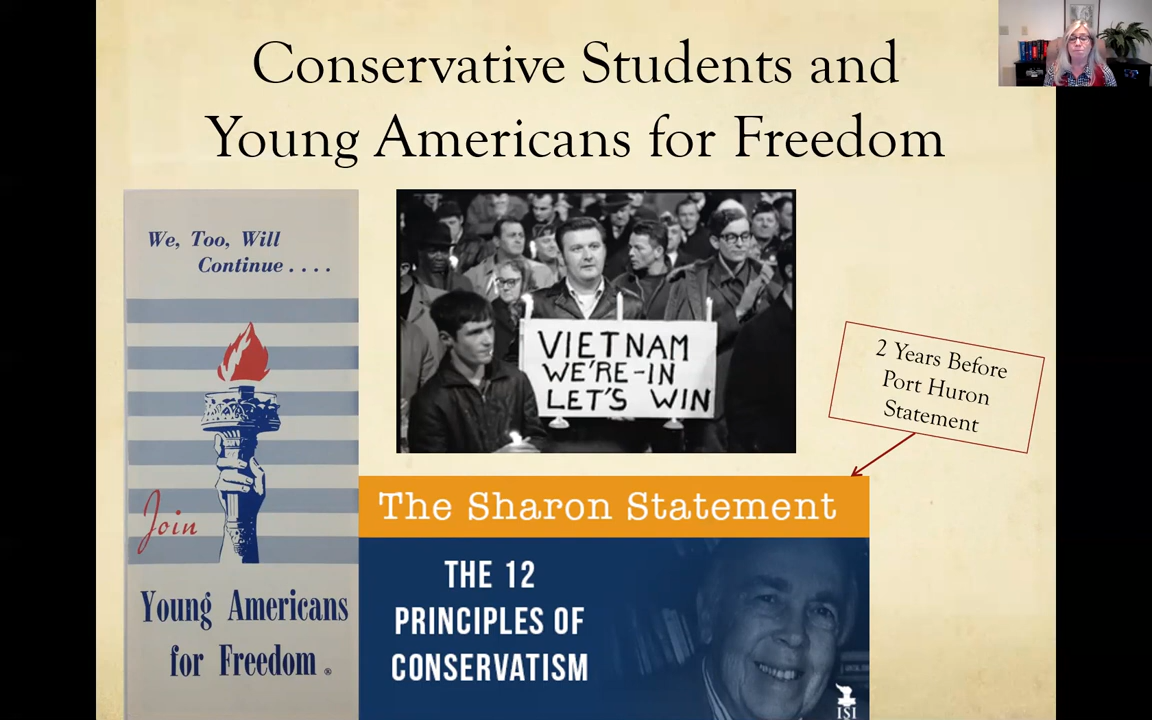 Conservative Students and
Young Americans for Freedom
We, Too, Will
Continue . . . .
Join
Young Americans
for Freedom ®
VIETNAM
WE'RE-IN
LET'S WIN
2 Years Before
Port Huron
Statement
The Sharon Statement
THE 12
PRINCIPLES OF
CONSERVATISM
ISI